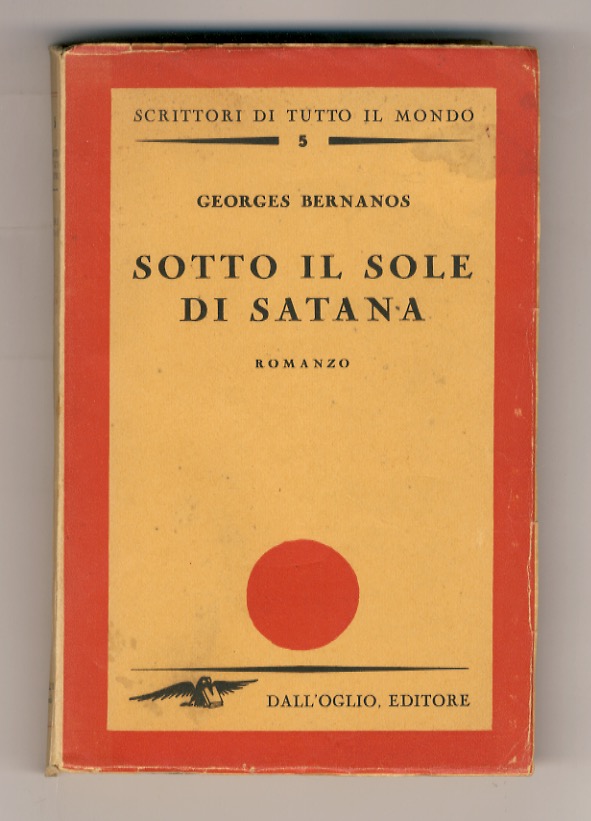 SCRITTORI DI TUTTO IL MONDO
5
GEORGES BERNANOS
SOTTO IL SOLE
DI SATANA
ROMANZO
DALL'OGLIO, EDITORE